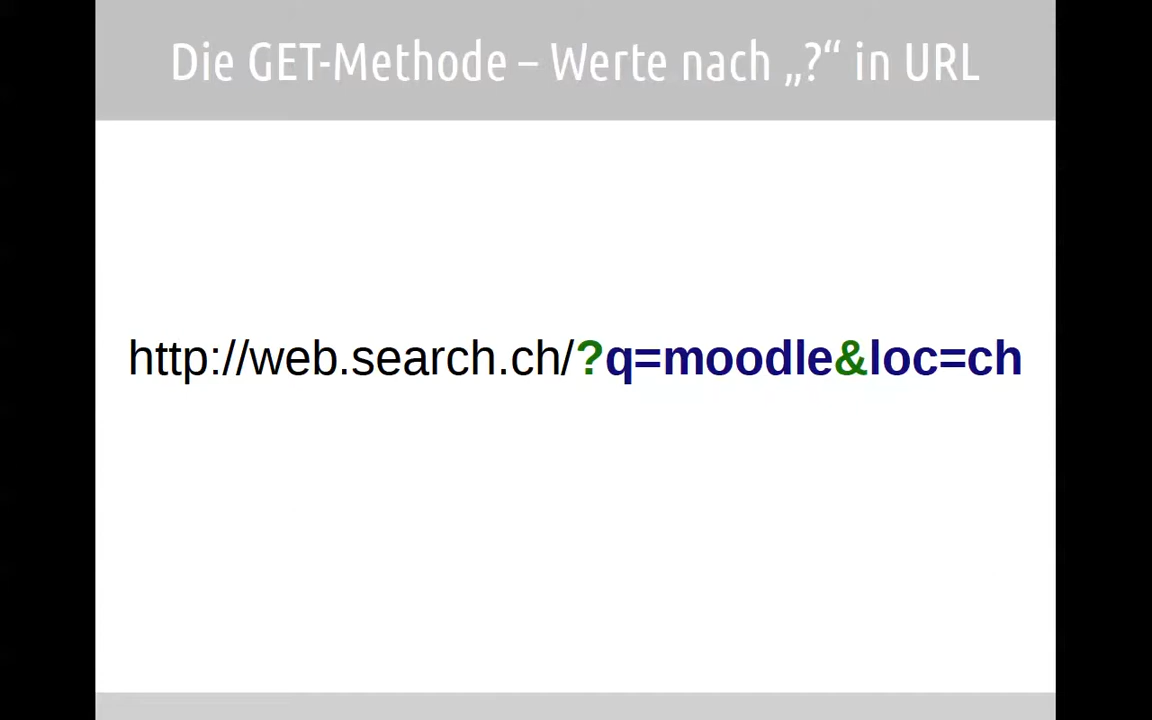 Die GET-Methode – Werte nach „?“ in URL
http://web.search.ch/?q=moodle&loc=ch